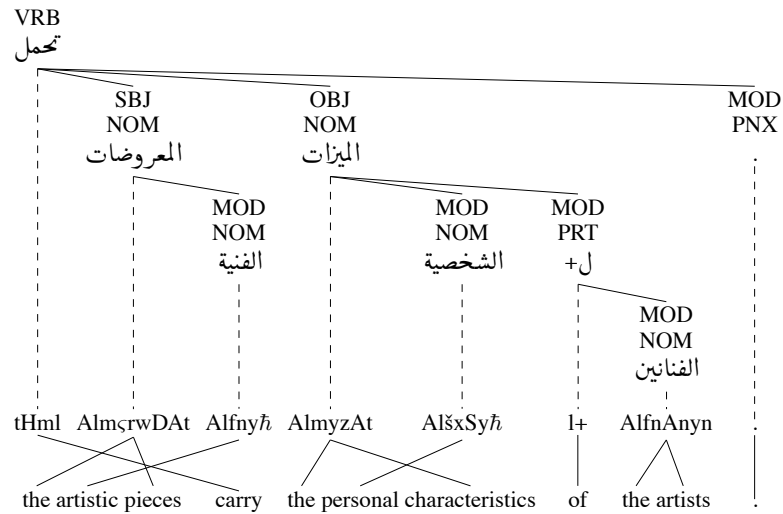 VRB
تحمل
SBJ OBJ MOD
NOM NOM PNX
المعروضات الميزات .
MOD MOD MOD
NOM NOM PRT
الفنية الشخصية ل+
MOD
NOM
الفنانين
tHml AlmςrwDAt Alfnyħ AlmyzAt AlšxSyħ l+ AlfnAnyn .
the artistic pieces carry the personal characteristics of the artists .